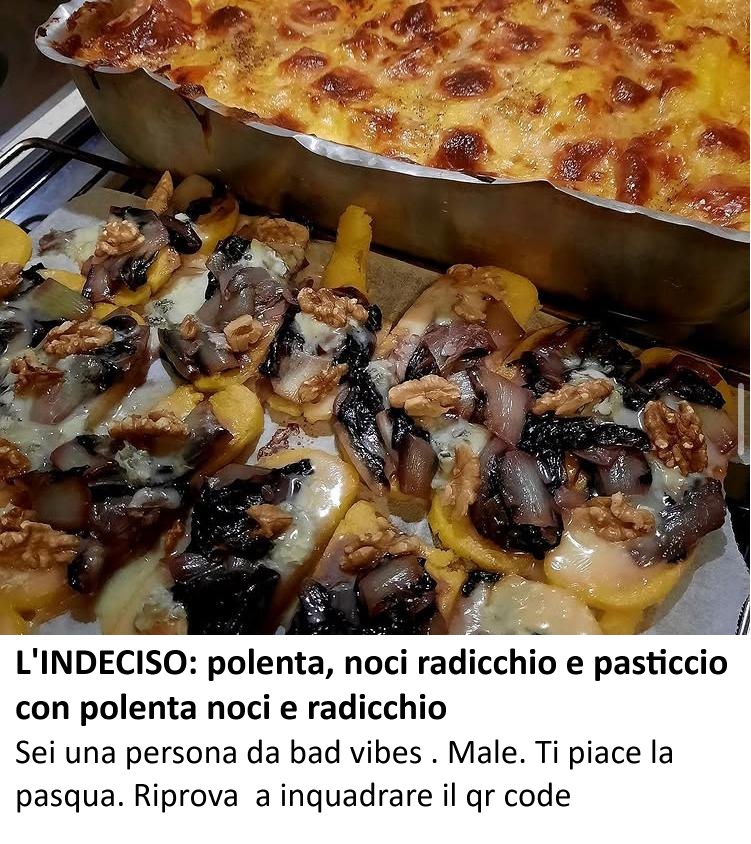 L'INDECISO: polenta, noci radicchio e pasticcio
con polenta noci e radicchio
Sei una persona da bad vibes . Male. Ti piace la
pasqua. Riprova  a inquadrare il qr code